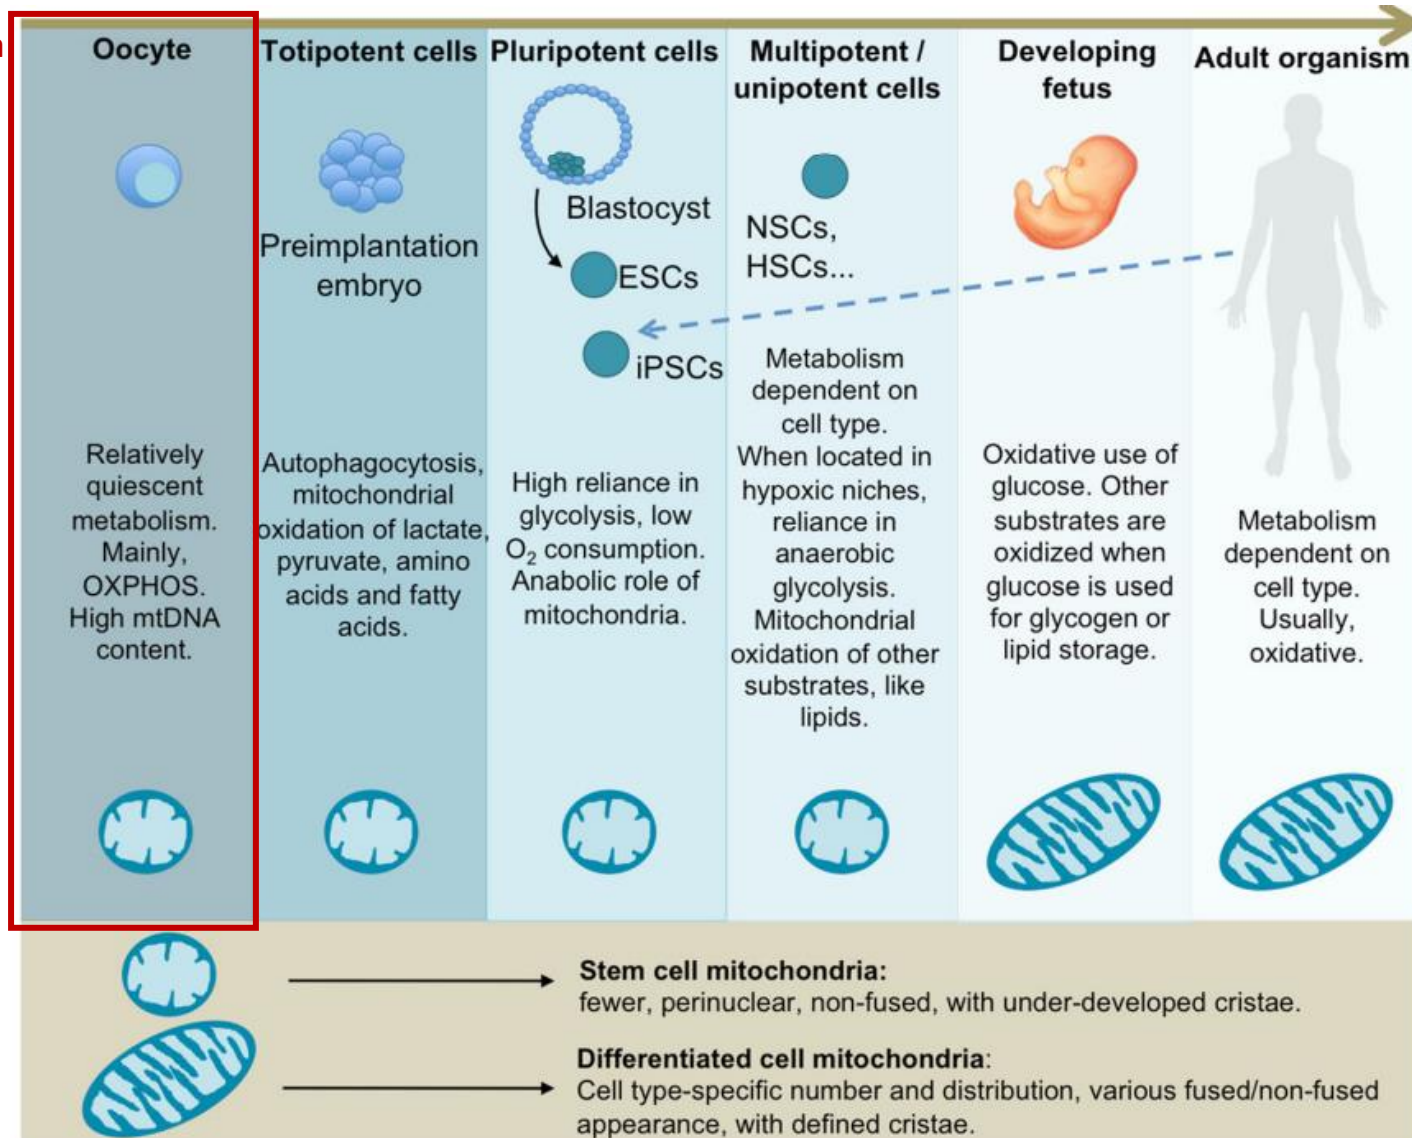 Oocyte
Relatively
quiescent
metabolism.
Mainly,
OXPHOS.
High mtDNA
content.
Totipotent cells
Preimplantation
embryo
Autophagocytosis,
mitochondrial
oxidation of lactate,
pyruvate, amino
acids and fatty
acids.
Pluripotent cells
Blastocyst
ESCs
iPSCs
High reliance in
glycolysis, low
O₂ consumption.
Anabolic role of
mitochondria.
Multipotent /
unipotent cells
NSCs,
HSCs...
Metabolism
dependent on
cell type.
When located in
hypoxic niches,
reliance in
anaerobic
glycolysis.
Mitochondrial
oxidation of other
substrates, like
lipids.
Developing
fetus
Oxidative use of
glucose. Other
substrates are
oxidized when
glucose is used
for glycogen or
lipid storage.
Adult organism
Metabolism
dependent on
cell type.
Usually,
oxidative.
Stem cell mitochondria:
fewer, perinuclear, non-fused, with under-developed cristae.
Differentiated cell mitochondria:
Cell type-specific number and distribution, various fused/non-fused
appearance, with defined cristae.